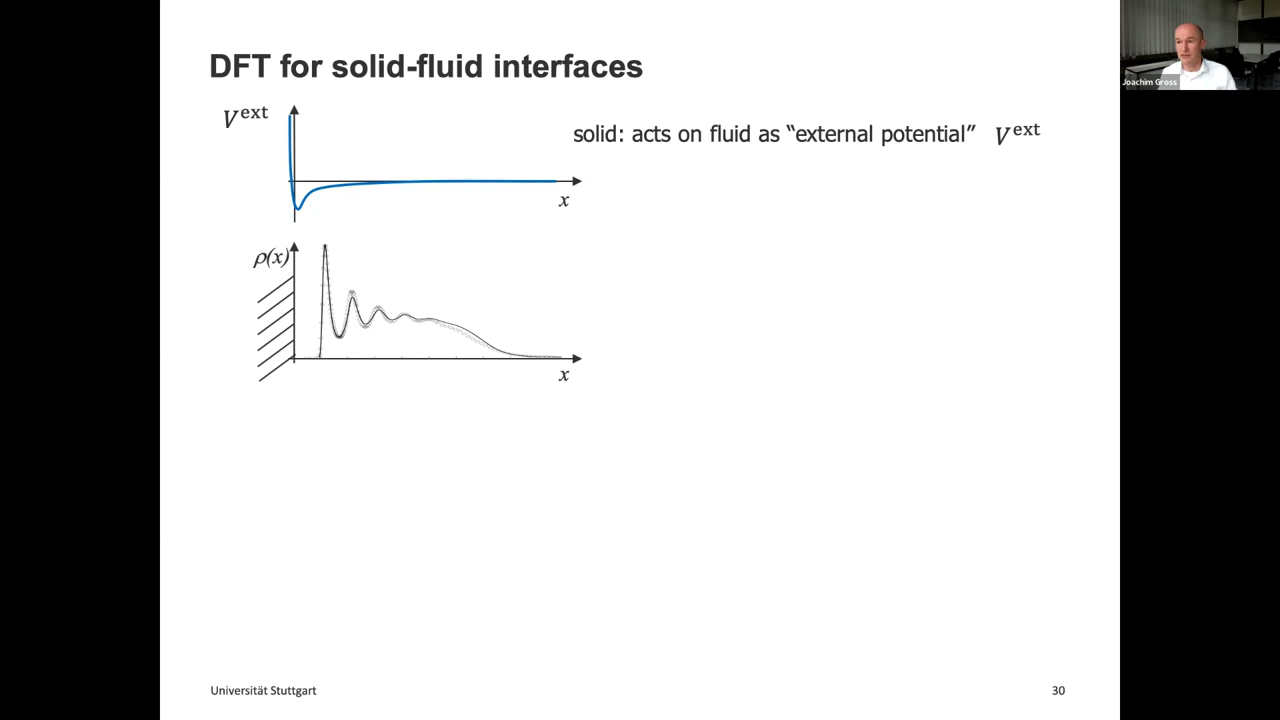 DFT for solid-fluid interfaces
Joachim Gross
V^ext
solid: acts on fluid as “external potential” V^ext
x
ρ(x)
x
Universität Stuttgart
30